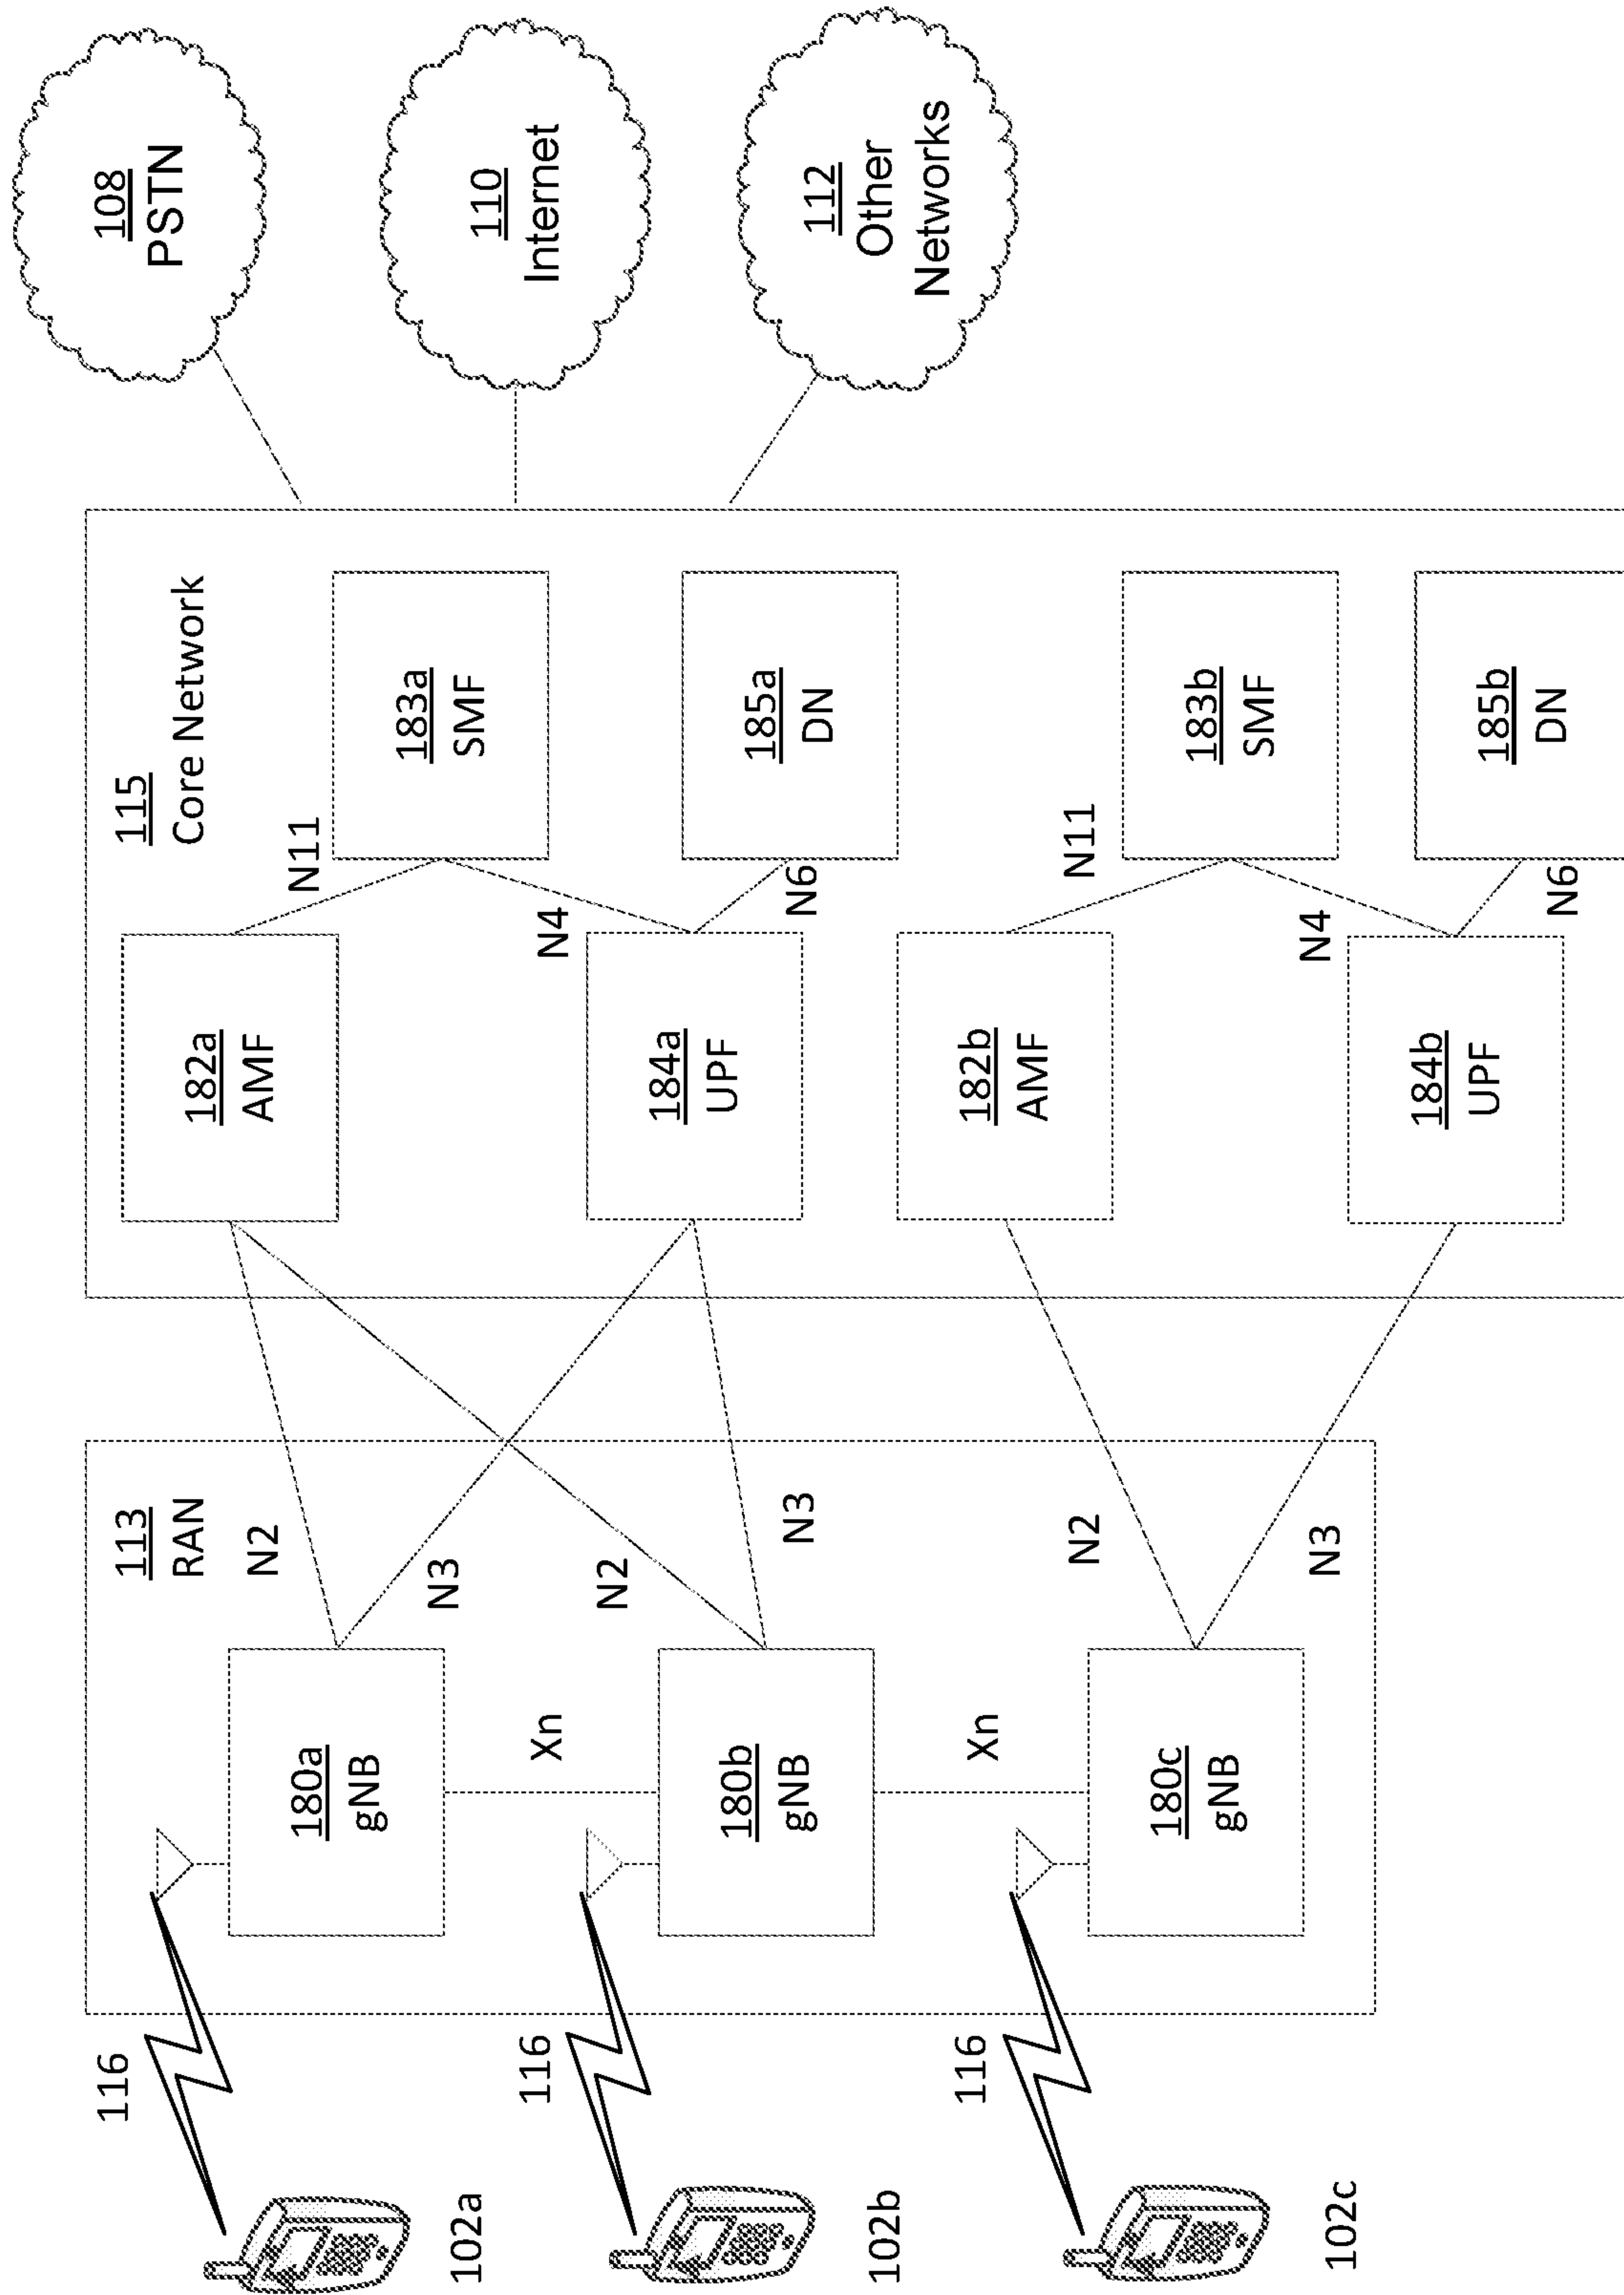 116
102a
116
102b
116
102c
113
RAN
180a
gNB
N2
N3
Xn
180b
gNB
N2
N3
Xn
180c
gNB
N2
N3
115
Core Network
182a
AMF
N11
183a
SMF
N4
184a
UPF
N6
185a
DN
182b
AMF
N11
183b
SMF
N4
184b
UPF
N6
185b
DN
108
PSTN
110
Internet
112
Other
Networks